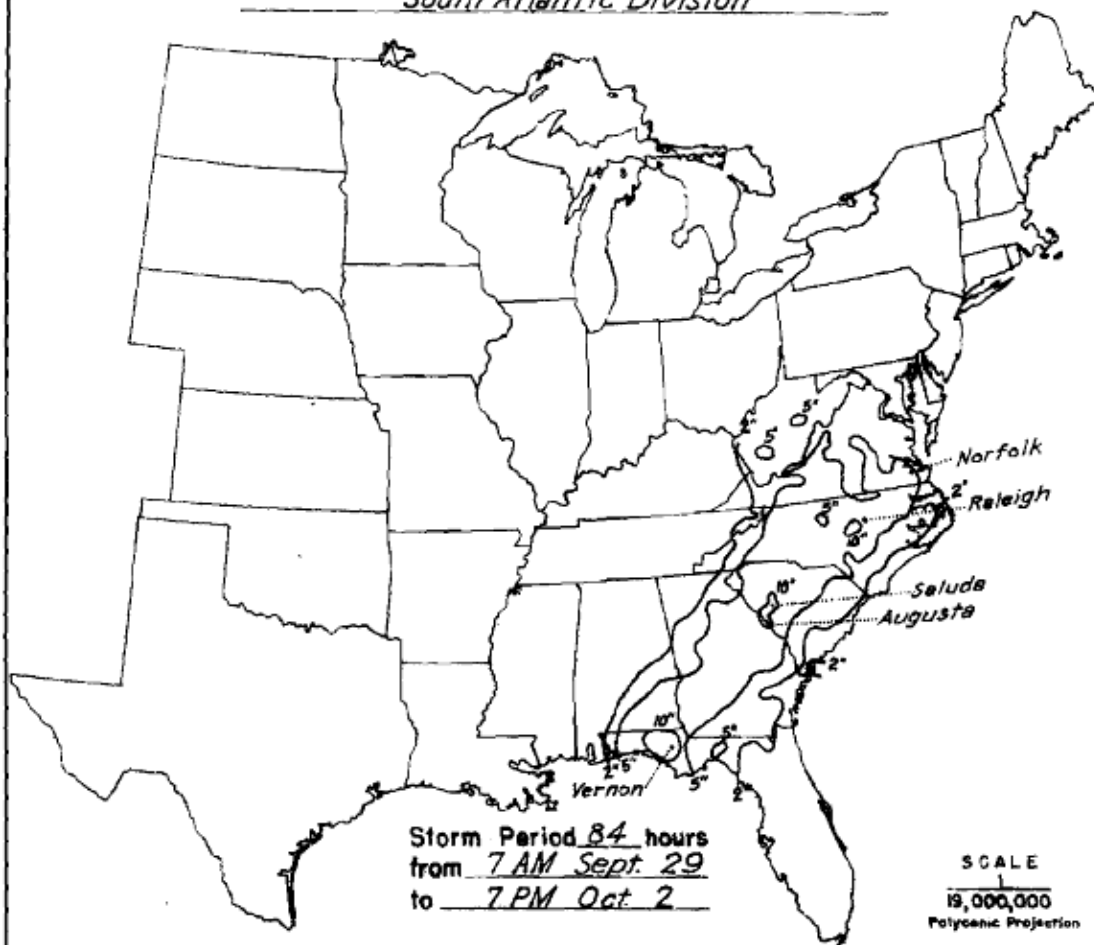 South Atlantic Division
5"
2"
5
Norfolk
2"
Raleigh
5"
10"
10"
Saluda
Augusta
2"
10"
5"
2" 5"
Vernon
5"
2"
Storm Period 84 hours
from 7 AM Sept. 29
to 7 PM Oct. 2
SCALE
1
19,000,000
Polyconic Projection